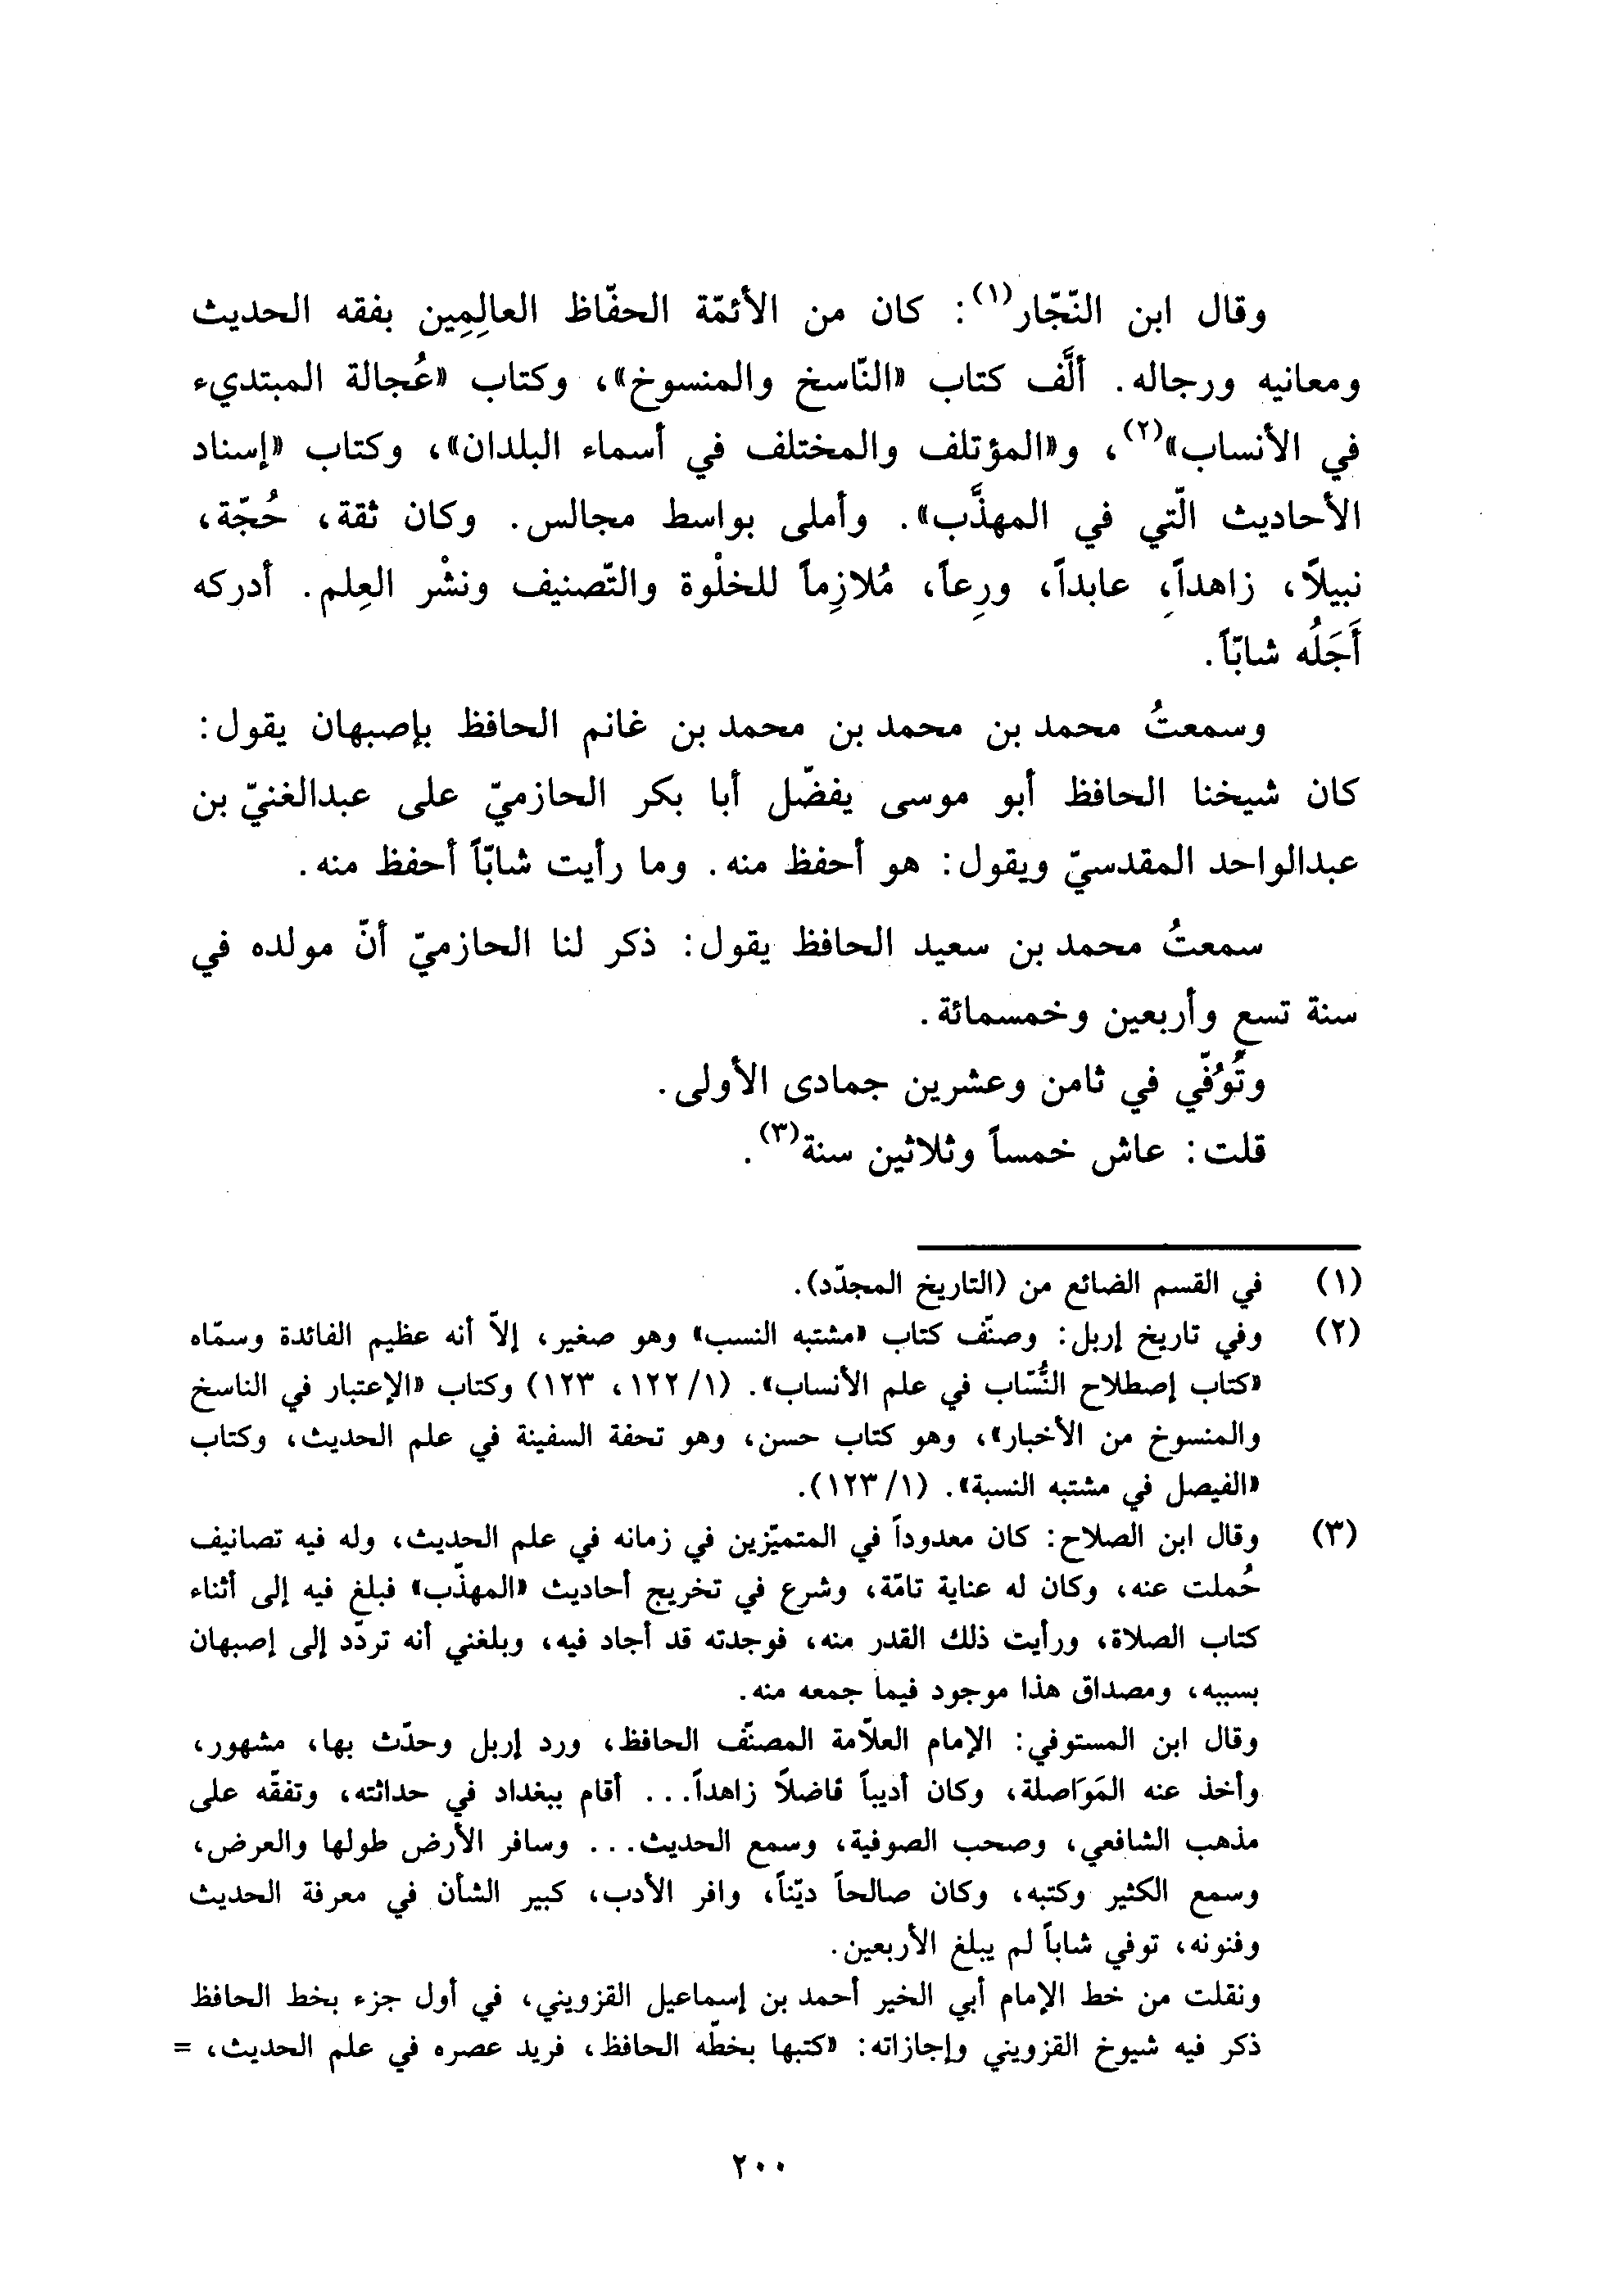 وقال ابن النّجّار(١): كان من الأئمّة الحفّاظ العالِمِين بفقه الحديث
ومعانيه ورجاله. ألَّف كتاب «النّاسخ والمنسوخ»، وكتاب «عُجالة المبتديء
في الأنساب»(٢)، و«المؤتلف والمختلف في أسماء البلدان»، وكتاب «إسناد
الأحاديث الّتي في المهذَّب». وأملى بواسط مجالس. وكان ثقة، حُجّة،
نبيلاً، زاهداً، عابداً، ورِعاً، مُلازِماً للخلْوة والتّصنيف ونشْر العِلم. أدركه
أَجَلُه شابّاً.
وسمعتُ محمد بن محمد بن محمد بن غانم الحافظ بإصبهان يقول:
كان شيخنا الحافظ أبو موسى يفضّل أبا بكر الحازميّ على عبدالغنيّ بن
عبدالواحد المقدسيّ ويقول: هو أحفظ منه. وما رأيت شابّاً أحفظ منه.
سمعتُ محمد بن سعيد الحافظ يقول: ذكر لنا الحازميّ أنّ مولده في
سنة تسعٍ وأربعين وخمسمائة.
وتُوُفّي في ثامن وعشرين جمادى الأولى.
قلت: عاش خمساً وثلاثين سنة(٣).
(١) في القسم الضائع من (التاريخ المجدّد).
(٢) وفي تاريخ إربل: وصنّف كتاب «مشتبه النسب» وهو صغير، إلاّ أنه عظيم الفائدة وسمّاه
«كتاب إصطلاح النُّسّاب في علم الأنساب». (١/ ١٢٢، ١٢٣) وكتاب «الإعتبار في الناسخ
والمنسوخ من الأخبار»، وهو كتاب حسن، وهو تحفة السفينة في علم الحديث، وكتاب
«الفيصل في مشتبه النسبة». (١/ ١٢٣).
(٣) وقال ابن الصلاح: كان معدوداً في المتميّزين في زمانه في علم الحديث، وله فيه تصانيف
حُملت عنه، وكان له عناية تامّة، وشرع في تخريج أحاديث «المهذّب» فبلغ فيه إلى أثناء
كتاب الصلاة، ورأيت ذلك القدر منه، فوجدته قد أجاد فيه، وبلغني أنه تردّد إلى إصبهان
بسببه، ومصداق هذا موجود فيما جمعه منه.
وقال ابن المستوفي: الإمام العلاّمة المصنّف الحافظ، ورد إربل وحدّث بها، مشهور،
وأخذ عنه المَوَاصلة، وكان أديباً فاضلاً زاهداً... أقام ببغداد في حداثته، وتفقّه على
مذهب الشافعي، وصحب الصوفية، وسمع الحديث... وسافر الأرض طولها والعرض،
وسمع الكثير وكتبه، وكان صالحاً ديّناً، وافر الأدب، كبير الشأن في معرفة الحديث
وفنونه، توفي شاباً لم يبلغ الأربعين.
ونقلت من خط الإمام أبي الخير أحمد بن إسماعيل القزويني، في أول جزء بخط الحافظ
ذكر فيه شيوخ القزويني وإجازاته: «كتبها بخطّه الحافظ، فريد عصره في علم الحديث، =
٢٠٠